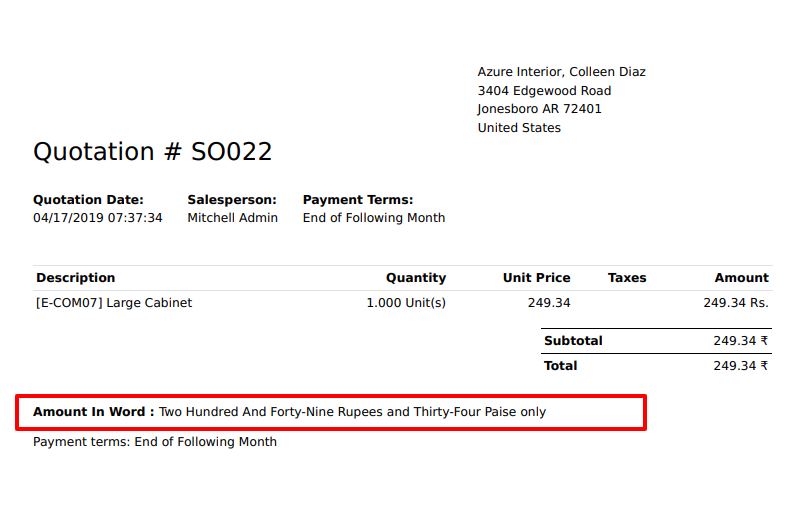 Azure Interior, Colleen Diaz
3404 Edgewood Road
Jonesboro AR 72401
United States
Quotation # SO022
Quotation Date: Salesperson: Payment Terms:
04/17/2019 07:37:34 Mitchell Admin End of Following Month
Description Quantity Unit Price Taxes Amount
[E-COM07] Large Cabinet 1.000 Unit(s) 249.34 249.34 Rs.
Subtotal 249.34 ₹
Total 249.34 ₹
Amount In Word : Two Hundred And Forty-Nine Rupees and Thirty-Four Paise only
Payment terms: End of Following Month